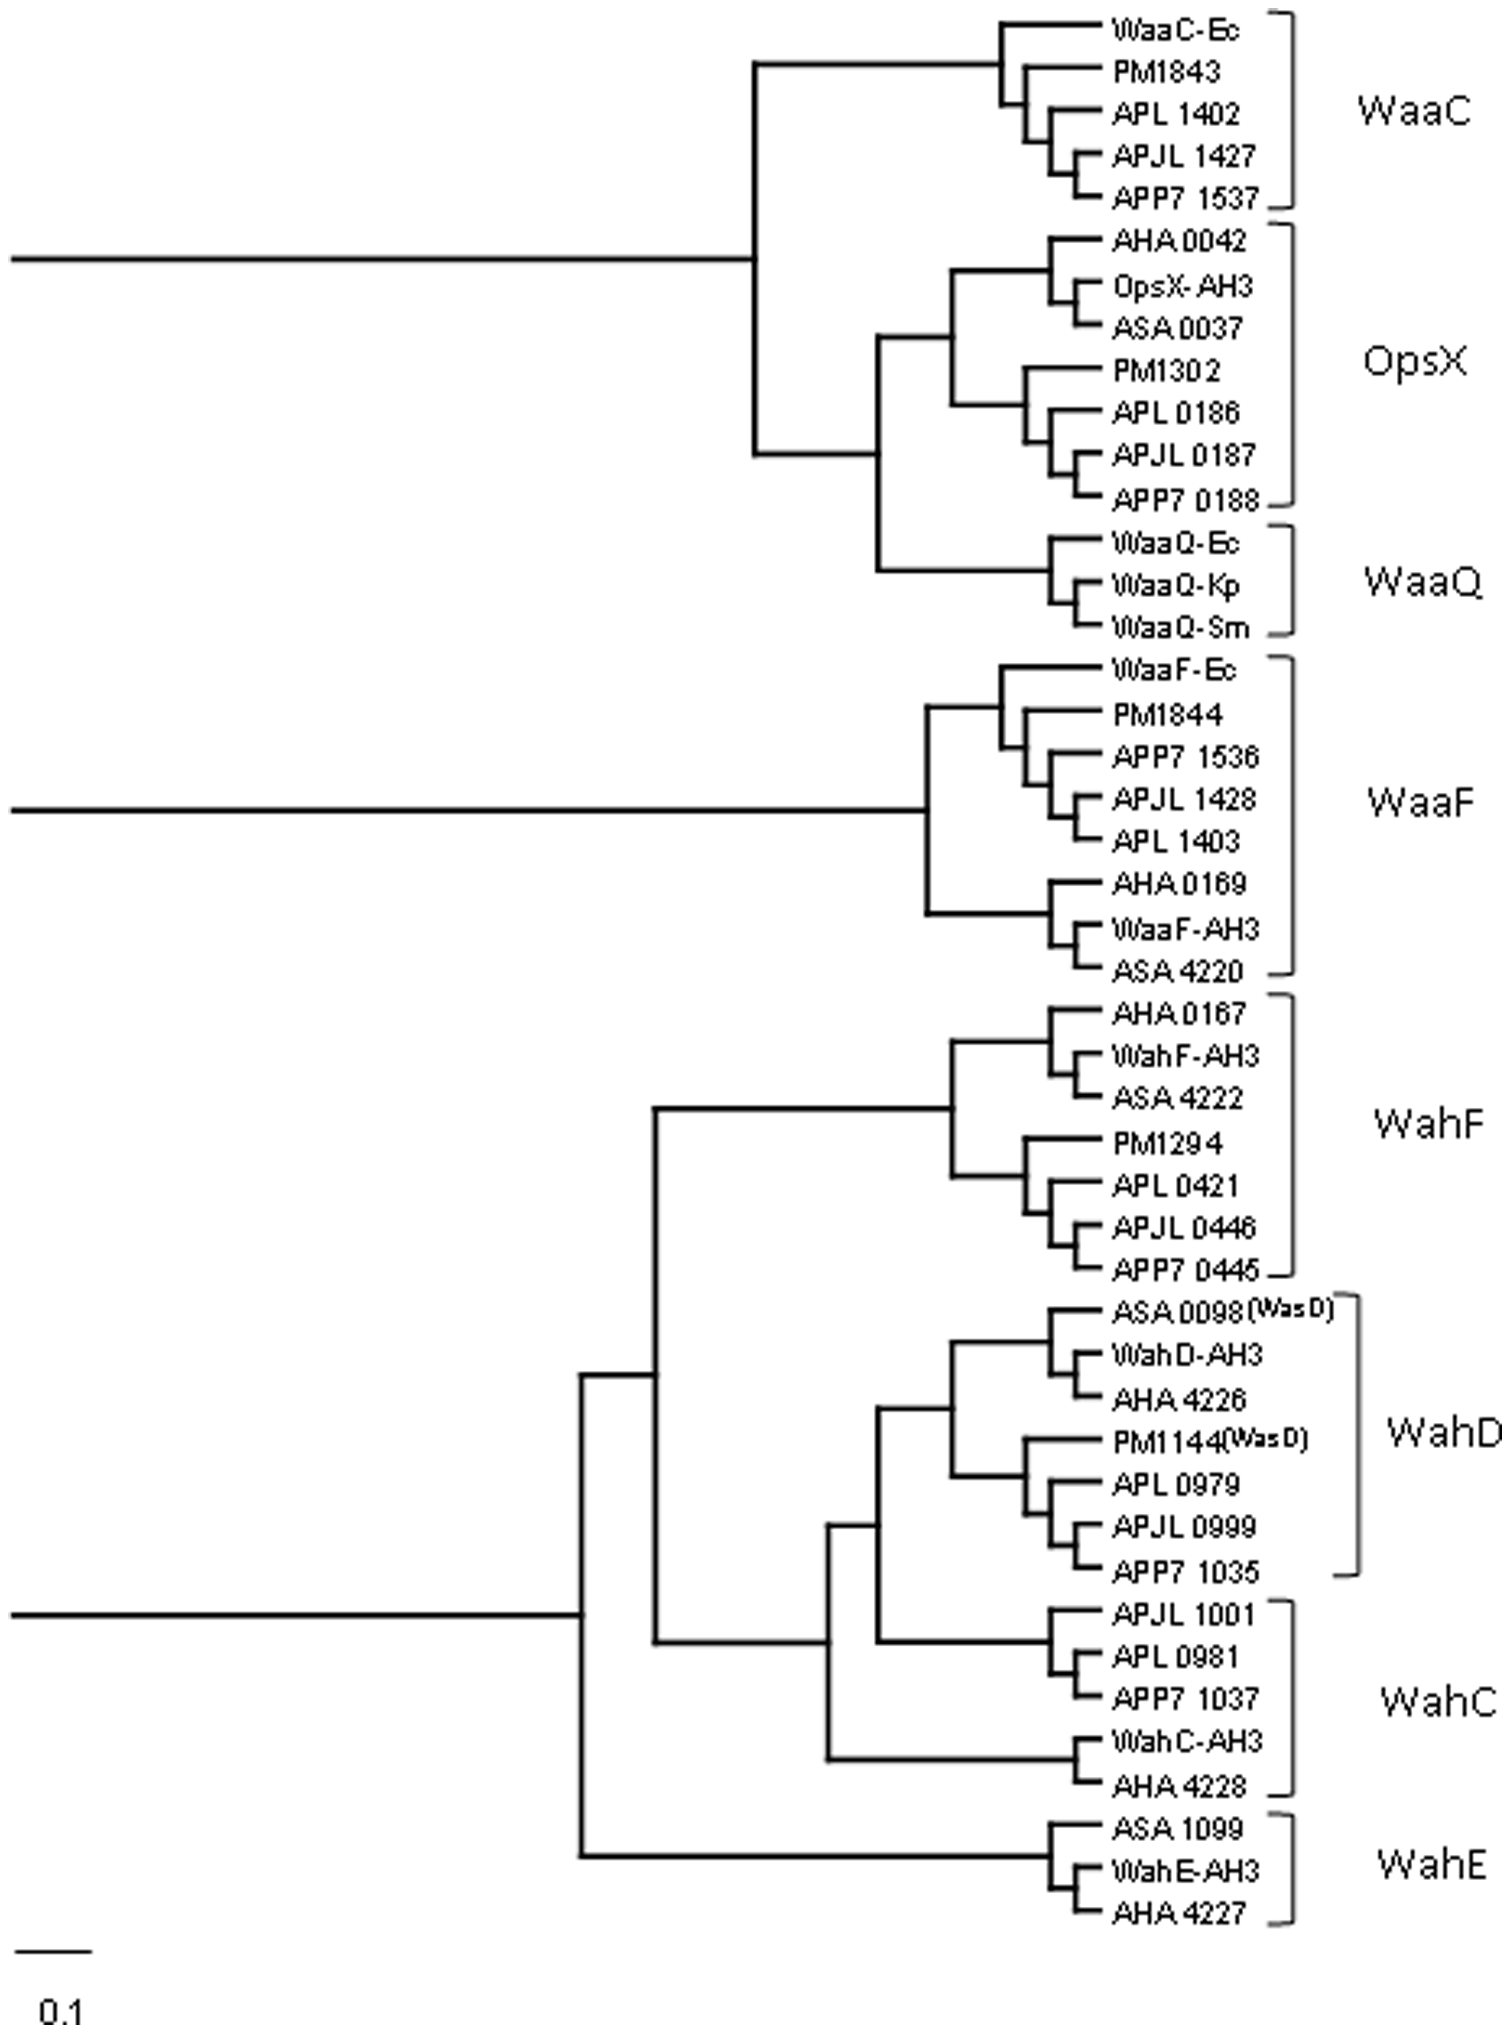 WaaC-Ec
PM1843
APL 1402
WaaC
APJL 1427
APP7 1537
AHA 0042
OpsX-AH3
ASA 0037
OpsX
PM1302
APL 0186
APJL 0187
APP7 0188
WaaQ-Ec
WaaQ-Kp
WaaQ
WaaQ-Sm
WaaF-Ec
PM1844
APP7 1536
APJL 1428
WaaF
APL 1403
AHA 0169
WaaF-AH3
ASA 4220
AHA 0167
WahF-AH3
ASA 4222
WahF
PM1294
APL 0421
APJL 0446
APP7 0445
ASA 0098(WasD)
WahD-AH3
AHA 4226
WahD
PM1144(WasD)
APL 0979
APJL 0999
APP7 1035
APJL 1001
APL 0981
APP7 1037
WahC
WahC-AH3
AHA 4228
ASA 1099
WahE-AH3
WahE
AHA 4227
0.1